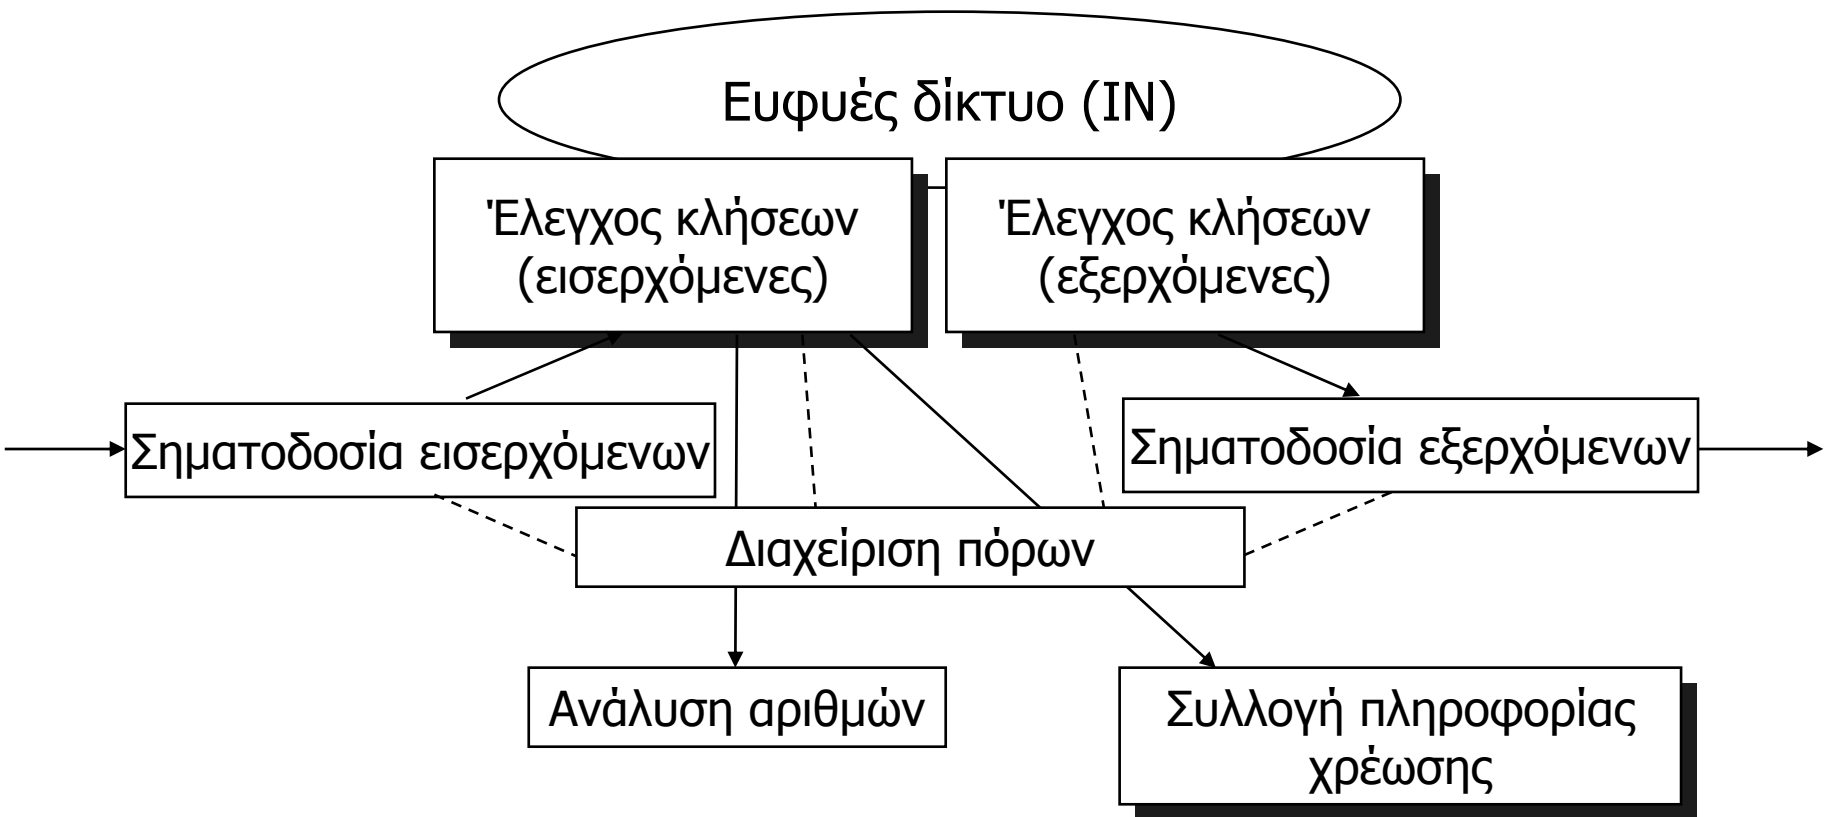 Ευφυές δίκτυο (IN)
Έλεγχος κλήσεων
(εισερχόμενες)
Έλεγχος κλήσεων
(εξερχόμενες)
Σηματοδοσία εισερχόμενων
Σηματοδοσία εξερχόμενων
Διαχείριση πόρων
Ανάλυση αριθμών
Συλλογή πληροφορίας
χρέωσης